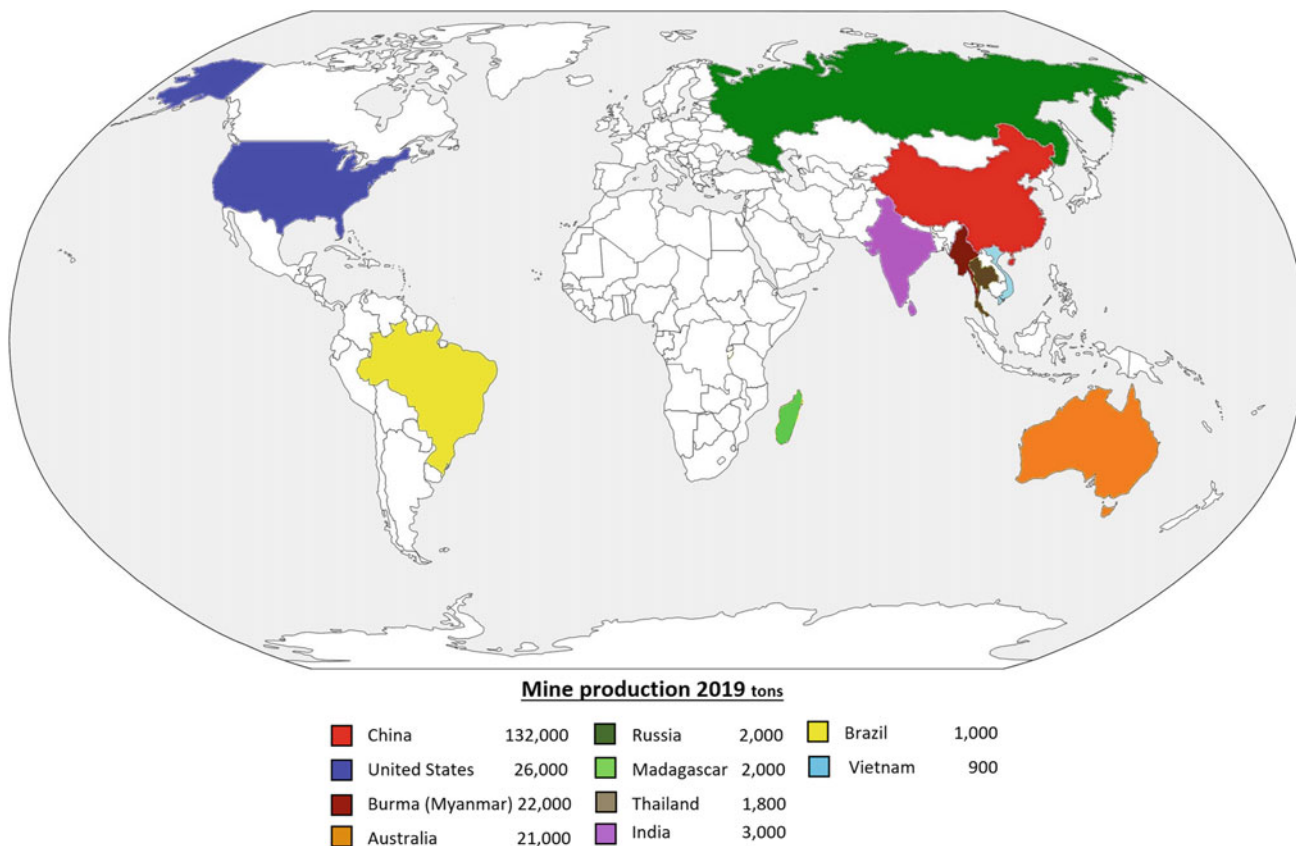 Mine production 2019 tons
China 132,000
United States 26,000
Burma (Myanmar) 22,000
Australia 21,000
Russia 2,000
Madagascar 2,000
Thailand 1,800
India 3,000
Brazil 1,000
Vietnam 900